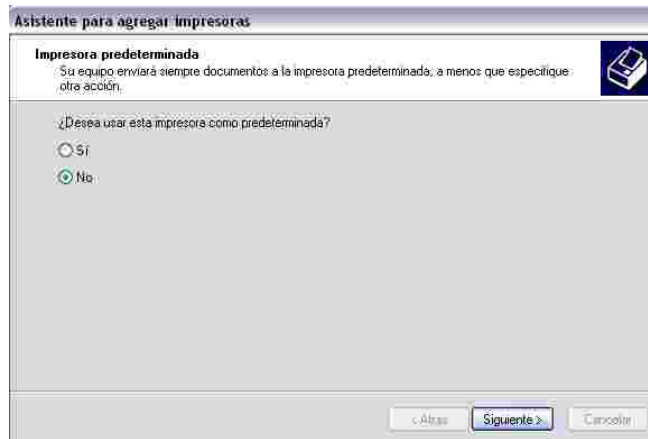 Asistente para agregar impresoras
Impresora predeterminada
Su equipo enviará siempre documentos a la impresora predeterminada, a menos que especifique
otra acción.
¿Desea usar esta impresora como predeterminada?
Sí
No
< Atrás Siguiente > Cancelar